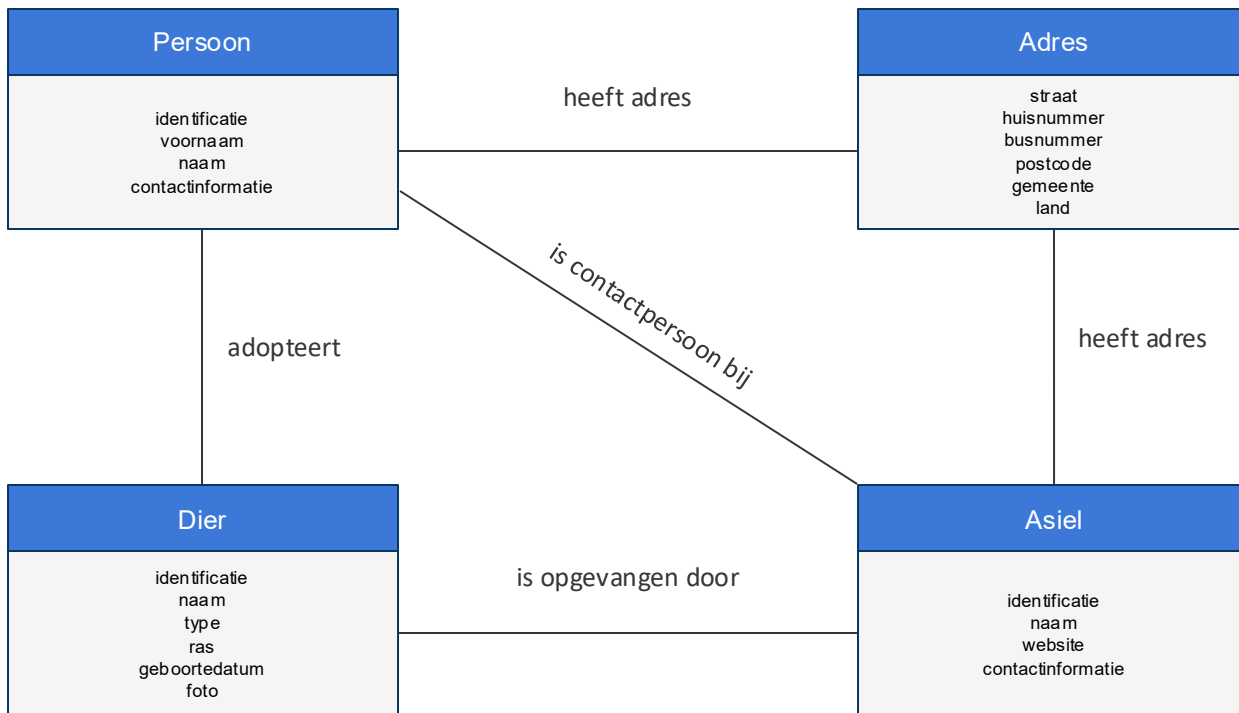 Persoon
identificatie
voornaam
naam
contactinformatie
heeft adres
Adres
straat
huisnummer
busnummer
postcode
gemeente
land
is contactpersoon bij
adopteert
heeft adres
Dier
identificatie
naam
type
ras
geboortedatum
foto
is opgevangen door
Asiel
identificatie
naam
website
contactinformatie